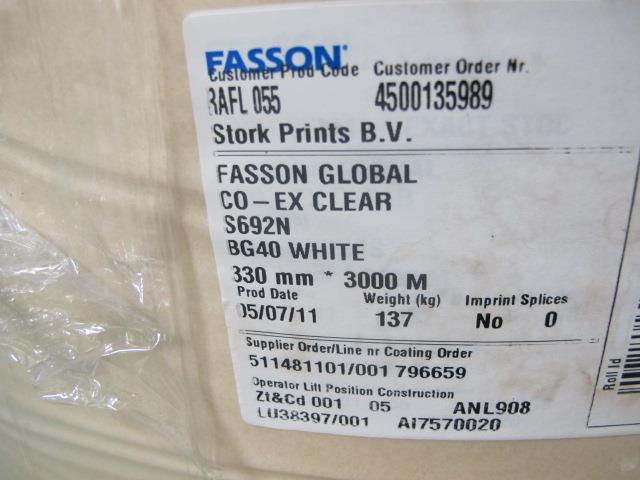 FASSON
Customer Prod Code Customer Order Nr.
RAFL 055 4500135989
Stork Prints B.V.
FASSON GLOBAL
CO-EX CLEAR
S692N
BG40 WHITE
330 mm * 3000 M
Prod Date Weight (kg) Imprint Splices
05/07/11 137 No 0
Supplier Order/Line nr Coating Order
511481101/001 796659
Operator Lift Position Construction
Zt&Cd 001 05 ANL908
LU38397/001 AI7570020
Roll Id